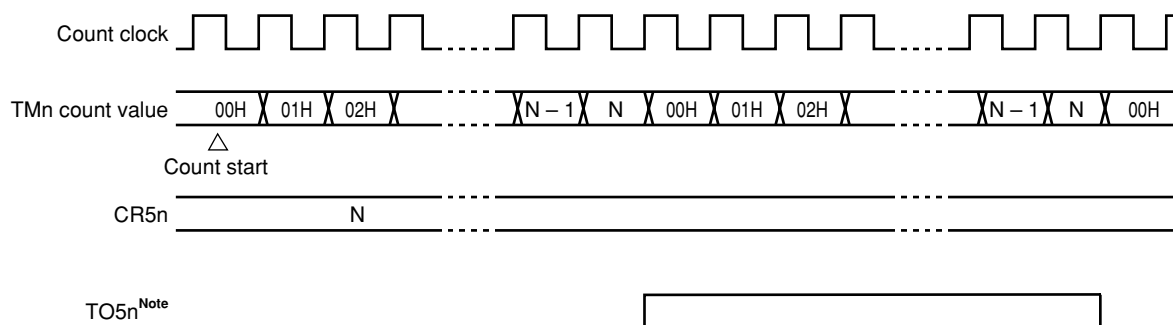 Count clock
TMn count value 00H 01H 02H N – 1 N 00H 01H 02H N – 1 N 00H
Count start
CR5n N
TO5nNote